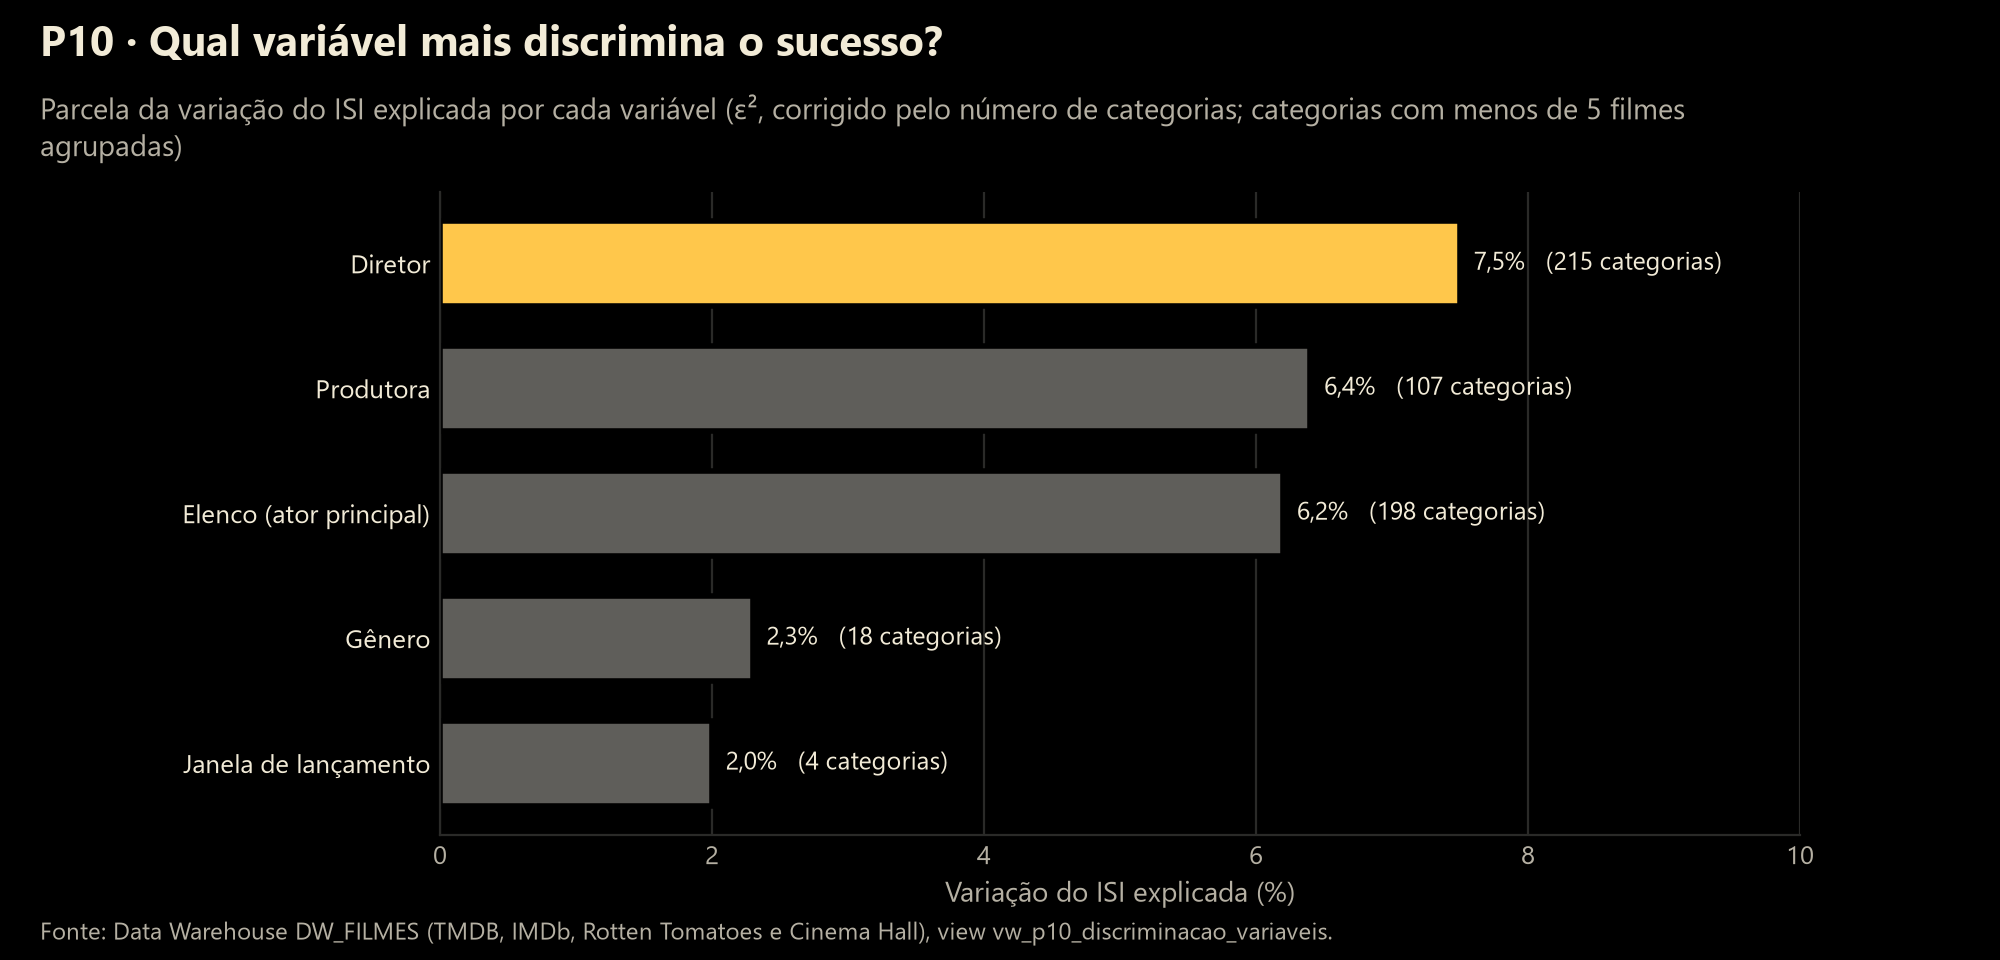 P10 · Qual variável mais discrimina o sucesso?
Parcela da variação do ISI explicada por cada variável (ε², corrigido pelo número de categorias; categorias com menos de 5 filmes
agrupadas)
Diretor
7,5% (215 categorias)
Produtora
6,4% (107 categorias)
Elenco (ator principal)
6,2% (198 categorias)
Gênero
2,3% (18 categorias)
Janela de lançamento
2,0% (4 categorias)
0 2 4 6 8 10
Variação do ISI explicada (%)
Fonte: Data Warehouse DW_FILMES (TMDB, IMDb, Rotten Tomatoes e Cinema Hall), view vw_p10_discriminacao_variaveis.